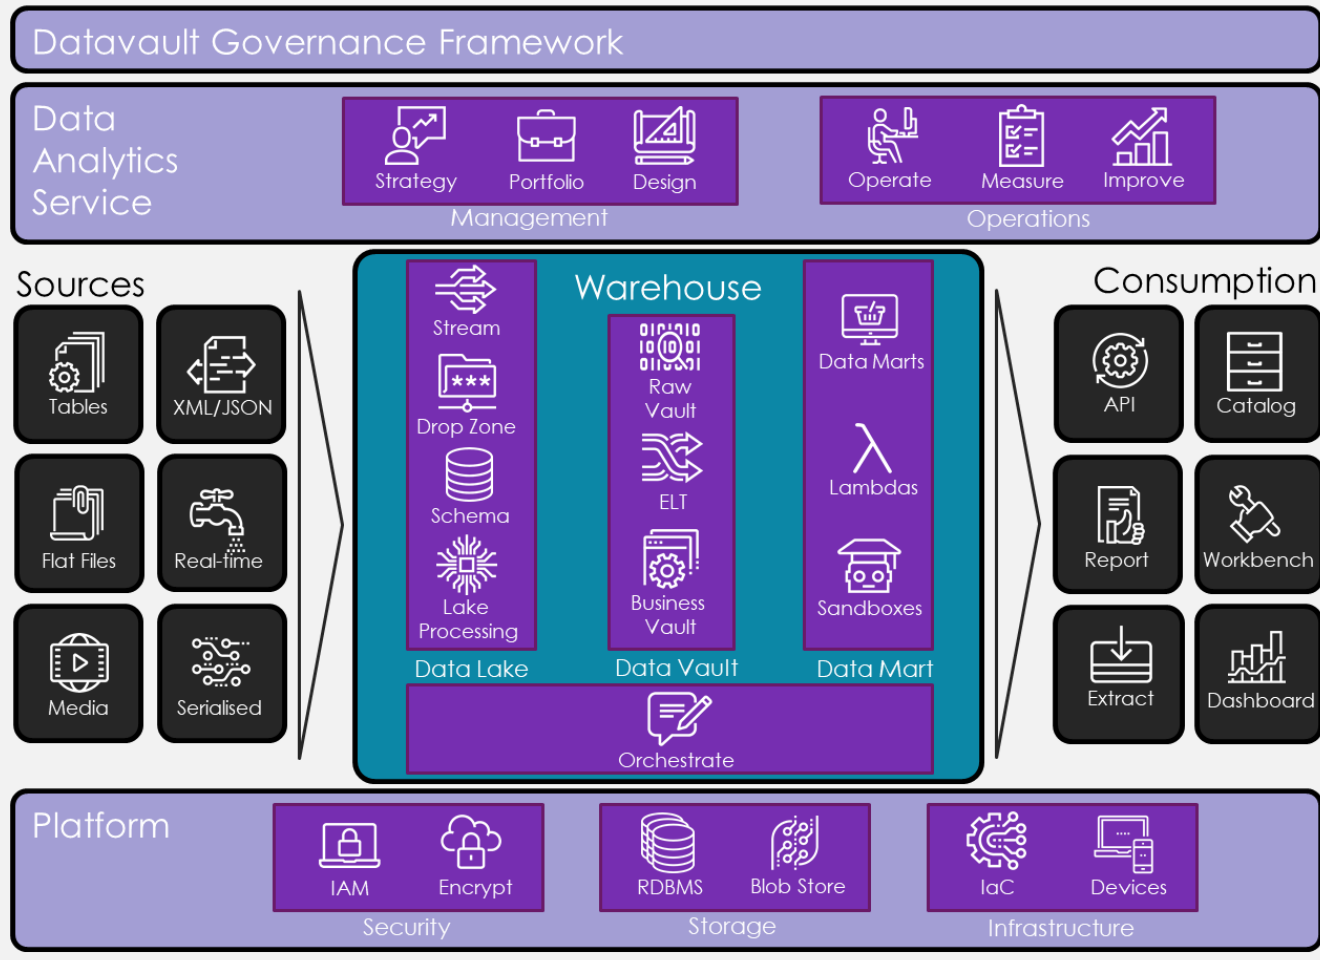 Datavault Governance Framework
Data
Analytics
Service
Strategy
Portfolio
Design
Management
Operate
Measure
Improve
Operations
Sources
Tables
XML/JSON
Flat Files
Real-time
Media
Serialised
Warehouse
Stream
***
Drop Zone
Schema
Lake
Processing
Data Lake
Raw
Vault
ELT
Business
Vault
Data Vault
Data Marts
Lambdas
Sandboxes
Data Mart
Orchestrate
Consumption
API
Catalog
Report
Workbench
Extract
Dashboard
Platform
IAM
Encrypt
Security
RDBMS
Blob Store
Storage
IaC
Devices
Infrastructure